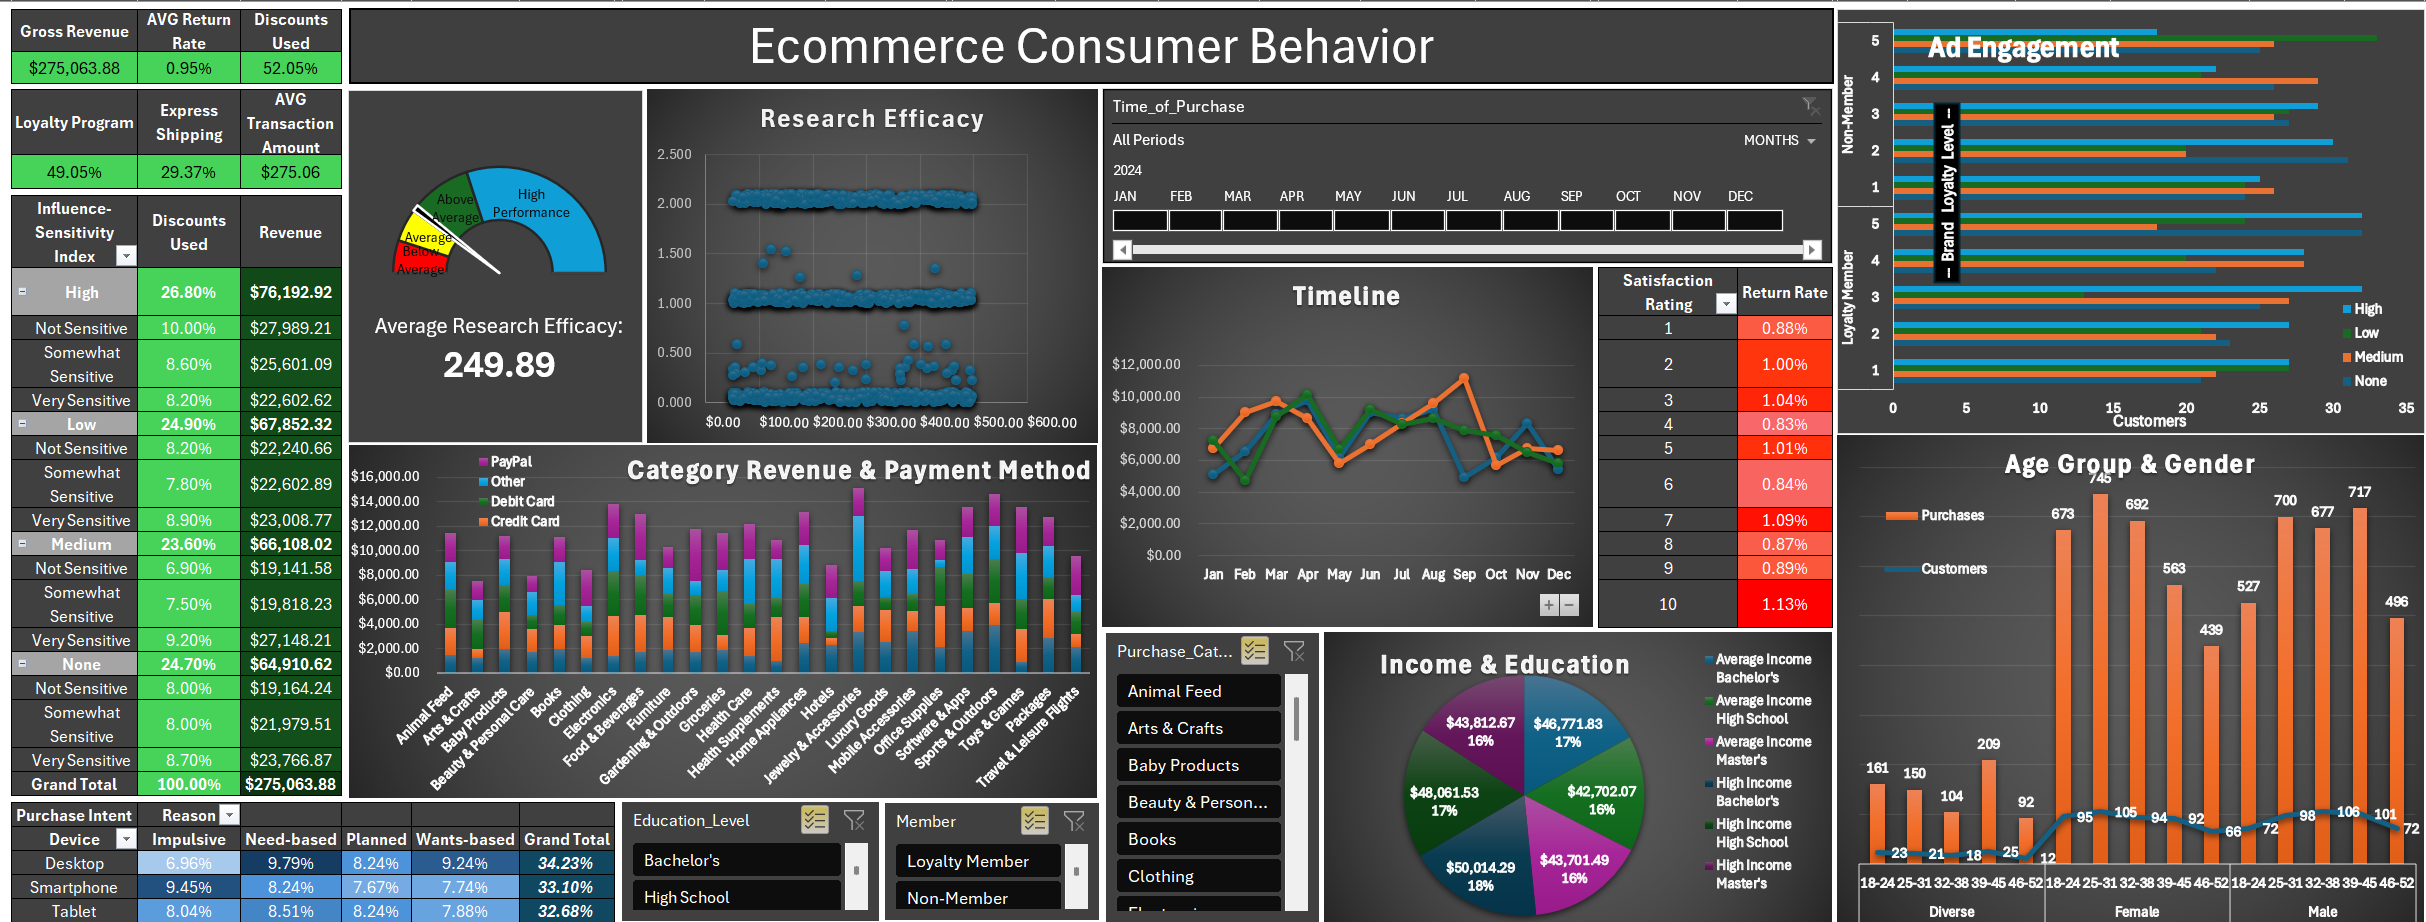 Gross Revenue
AVG Return Rate
Discounts Used
$275,063.88
0.95%
52.05%
Loyalty Program
Express Shipping
AVG Transaction Amount
49.05%
29.37%
$275.06
Influence-Sensitivity Index
Discounts Used
Revenue
High 26.80% $76,192.92
Not Sensitive 10.00% $27,989.21
Somewhat Sensitive 8.60% $25,601.09
Very Sensitive 8.20% $22,602.62
Low 24.90% $67,852.32
Not Sensitive 8.20% $22,240.66
Somewhat Sensitive 7.80% $22,602.89
Very Sensitive 8.90% $23,008.77
Medium 23.60% $66,108.02
Not Sensitive 6.90% $19,141.58
Somewhat Sensitive 7.50% $19,818.23
Very Sensitive 9.20% $27,148.21
None 24.70% $64,910.62
Not Sensitive 8.00% $19,164.24
Somewhat Sensitive 8.00% $21,979.51
Very Sensitive 8.70% $23,766.87
Grand Total 100.00% $275,063.88
Purchase Intent Reason
Device Impulsive Need-based Planned Wants-based Grand Total
Desktop 6.96% 9.79% 8.24% 9.24% 34.23%
Smartphone 9.45% 8.24% 7.67% 7.74% 33.10%
Tablet 8.04% 8.51% 8.24% 7.88% 32.68%
Ecommerce Consumer Behavior
Below Average
Average
Above Average
High Performance
Average Research Efficacy:
249.89
Research Efficacy
2.500
2.000
1.500
1.000
0.500
0.000
$0.00 $100.00 $200.00 $300.00 $400.00 $500.00 $600.00
Time_of_Purchase
All Periods
MONTHS
2024
JAN FEB MAR APR MAY JUN JUL AUG SEP OCT NOV DEC
Category Revenue & Payment Method
PayPal
Other
Debit Card
Credit Card
$16,000.00
$14,000.00
$12,000.00
$10,000.00
$8,000.00
$6,000.00
$4,000.00
$2,000.00
$0.00
Animal Feed
Arts & Crafts
Baby Products
Beauty & Personal Care
Books
Clothing
Electronics
Food & Beverages
Furniture
Gardening & Outdoors
Groceries
Health Care
Health Supplements
Home Appliances
Hotels
Jewelry & Accessories
Luxury Goods
Mobile Accessories
Office Supplies
Software & Apps
Sports & Outdoors
Toys & Games
Packages
Travel & Leisure Flights
Education_Level
Bachelor's
High School
Member
Loyalty Member
Non-Member
Timeline
$12,000.00
$10,000.00
$8,000.00
$6,000.00
$4,000.00
$2,000.00
$0.00
Jan Feb Mar Apr May Jun Jul Aug Sep Oct Nov Dec
+ −
Satisfaction Rating
Return Rate
1 0.88%
2 1.00%
3 1.04%
4 0.83%
5 1.01%
6 0.84%
7 1.09%
8 0.87%
9 0.89%
10 1.13%
Purchase_Cat...
Animal Feed
Arts & Crafts
Baby Products
Beauty & Person...
Books
Clothing
Income & Education
$46,771.83
17%
$42,702.07
16%
$43,701.49
16%
$50,014.29
18%
$48,061.53
17%
$43,812.67
16%
Average Income Bachelor's
Average Income High School
Average Income Master's
High Income Bachelor's
High Income High School
High Income Master's
Ad Engagement
Non-Member
5
4
3
2
1
Loyalty Member
5
4
3
2
1
-- Brand Loyalty Level --
High
Low
Medium
None
0 5 10 15 20 25 30 35
Customers
Age Group & Gender
Purchases
Customers
161 150 104 209 92 673 745 692 563 439 527 700 677 717 496
23 21 18 25 12 95 105 94 92 66 72 98 106 101 72
18-24 25-31 32-38 39-45 46-52 18-24 25-31 32-38 39-45 46-52 18-24 25-31 32-38 39-45 46-52
Diverse Female Male